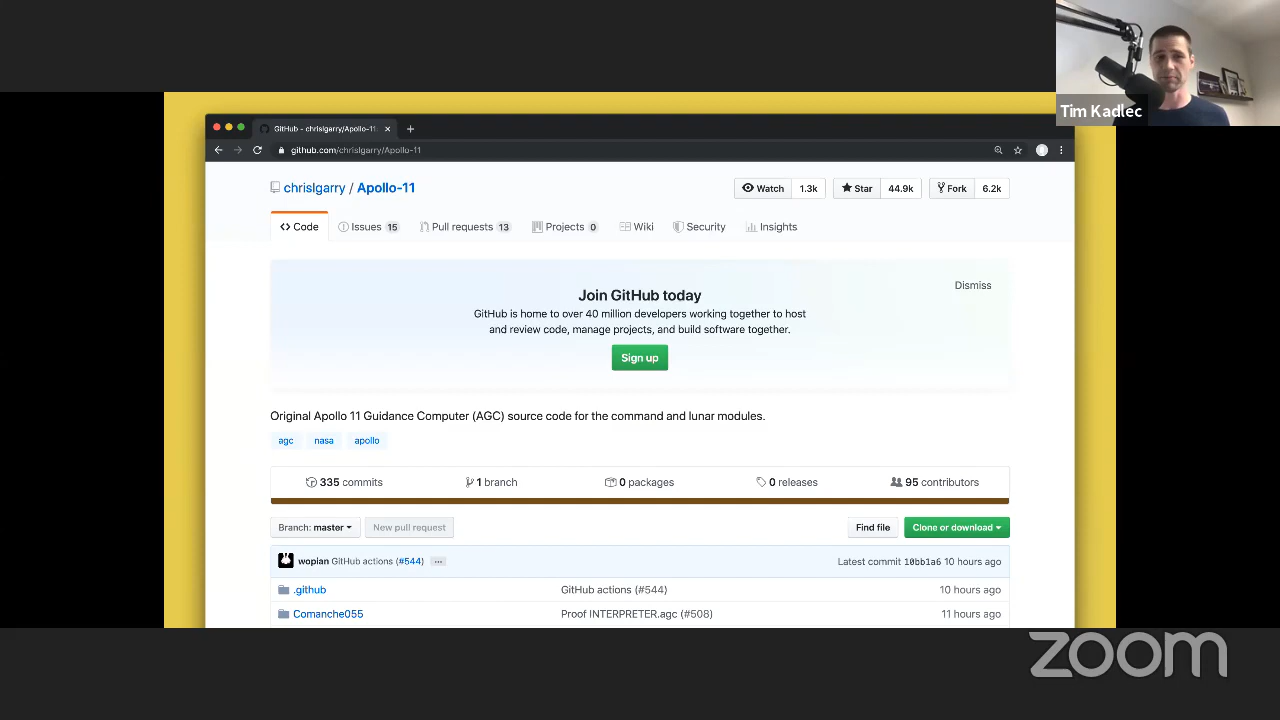 Tim Kadlec
GitHub - chrislgarry/Apollo-11:
github.com/chrislgarry/Apollo-11
chrislgarry / Apollo-11
Watch 1.3k Star 44.9k Fork 6.2k
Code Issues 15 Pull requests 13 Projects 0 Wiki Security Insights
Dismiss
Join GitHub today
GitHub is home to over 40 million developers working together to host
and review code, manage projects, and build software together.
Sign up
Original Apollo 11 Guidance Computer (AGC) source code for the command and lunar modules.
agc nasa apollo
335 commits 1 branch 0 packages 0 releases 95 contributors
Branch: master New pull request Find file Clone or download
wopian GitHub actions (#544) ... Latest commit 10bb1a6 10 hours ago
.github GitHub actions (#544) 10 hours ago
Comanche055 Proof INTERPRETER.agc (#508) 11 hours ago
zoom